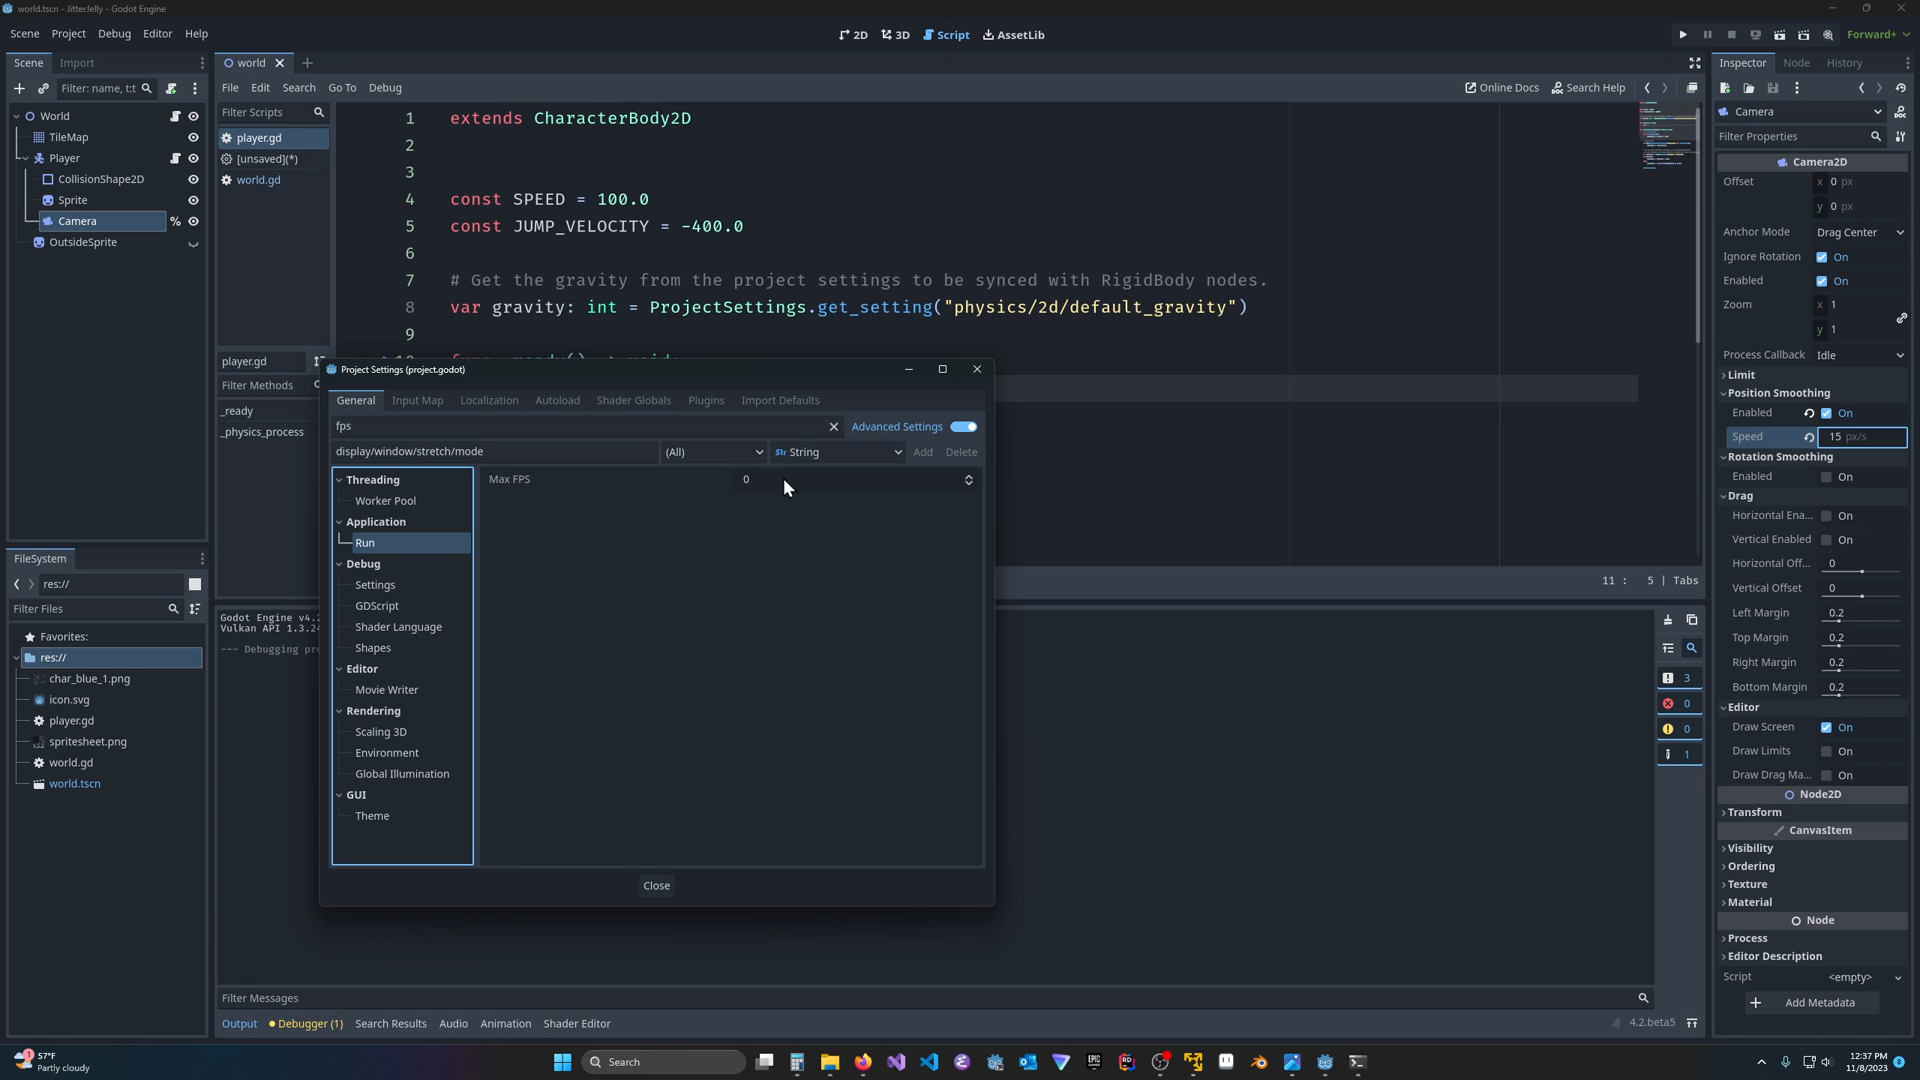 world.tscn - JitterJelly - Godot Engine
Scene Project Debug Editor Help
2D 3D Script AssetLib
Forward+
Scene Import
Filter: name, t:t
World
TileMap
Player
CollisionShape2D
Sprite
Camera
%
OutsideSprite
FileSystem
res://
Filter Files
Favorites:
res://
char_blue_1.png
icon.svg
player.gd
spritesheet.png
world.gd
world.tscn
world
File Edit Search Go To Debug
Online Docs Search Help
Filter Scripts
player.gd
[unsaved](*)
world.gd
player.gd
Filter Methods
_ready
_physics_process
1 extends CharacterBody2D
2
3
4 const SPEED = 100.0
5 const JUMP_VELOCITY = -400.0
6
7 # Get the gravity from the project settings to be synced with RigidBody nodes.
8 var gravity: int = ProjectSettings.get_setting("physics/2d/default_gravity")
9
11 : 5 | Tabs
Project Settings (project.godot)
General Input Map Localization Autoload Shader Globals Plugins Import Defaults
fps
Advanced Settings
display/window/stretch/mode (All) String Add Delete
Threading
Worker Pool
Application
Run
Debug
Settings
GDScript
Shader Language
Shapes
Editor
Movie Writer
Rendering
Scaling 3D
Environment
Global Illumination
GUI
Theme
Max FPS 0
Close
Godot Engine v4.2
Vulkan API 1.3.24
--- Debugging pr
3
0
0
1
Filter Messages
Output Debugger (1) Search Results Audio Animation Shader Editor
4.2.beta5
Inspector Node History
Camera
Filter Properties
Camera2D
Offset x 0 px
y 0 px
Anchor Mode Drag Center
Ignore Rotation On
Enabled On
Zoom x 1
y 1
Process Callback Idle
Limit
Position Smoothing
Enabled On
Speed 15 px/s
Rotation Smoothing
Enabled On
Drag
Horizontal Ena... On
Vertical Enabled On
Horizontal Off... 0
Vertical Offset 0
Left Margin 0.2
Top Margin 0.2
Right Margin 0.2
Bottom Margin 0.2
Editor
Draw Screen On
Draw Limits On
Draw Drag Ma... On
Node2D
Transform
CanvasItem
Visibility
Ordering
Texture
Material
Node
Process
Editor Description
Script <empty>
Add Metadata
1
57°F
Partly cloudy
Search
12:37 PM
11/8/2023
8